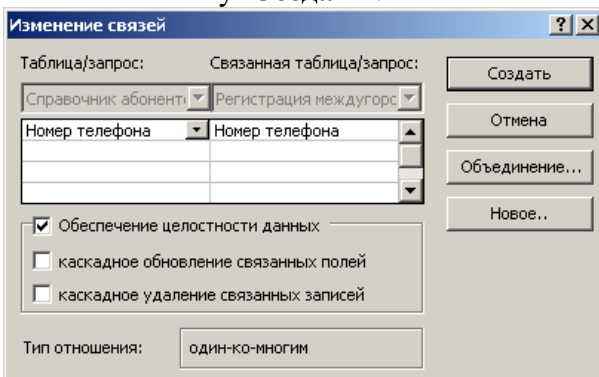 Изменение связей
Таблица/запрос: Связанная таблица/запрос:
Справочник абонент Регистрация междугорс
Номер телефона Номер телефона
Обеспечение целостности данных
каскадное обновление связанных полей
каскадное удаление связанных записей
Тип отношения: один-ко-многим
Создать
Отмена
Объединение...
Новое..